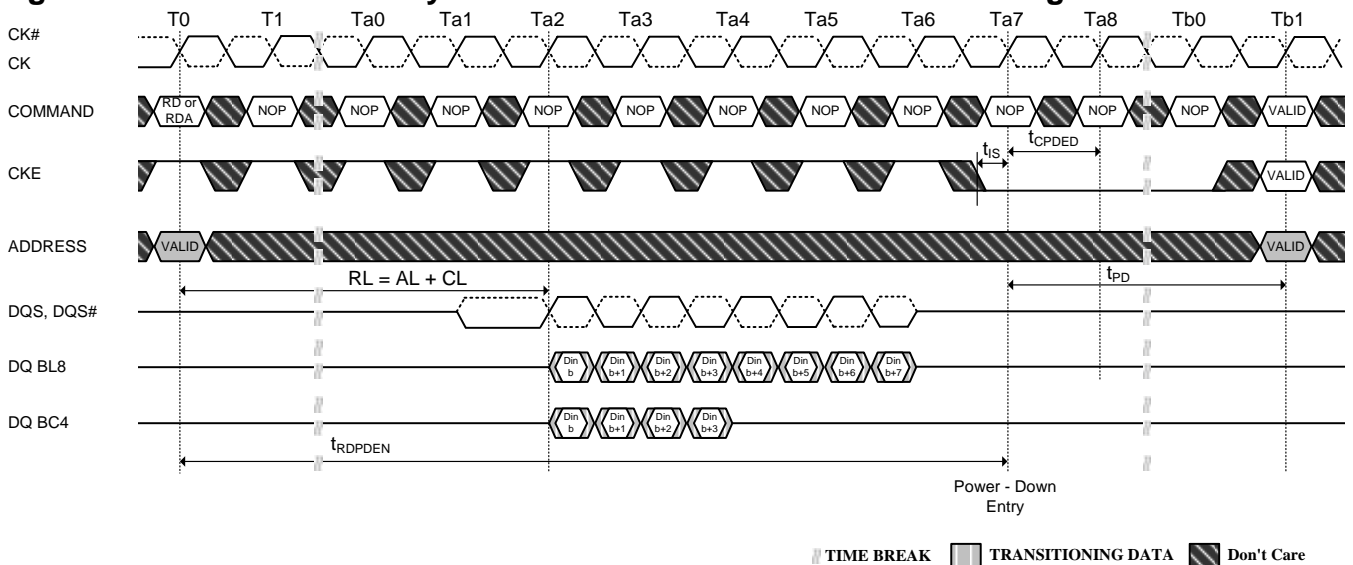 T0 T1 Ta0 Ta1 Ta2 Ta3 Ta4 Ta5 Ta6 Ta7 Ta8 Tb0 Tb1
CK#
CK
COMMAND RD or RDA NOP NOP NOP NOP NOP NOP NOP NOP NOP NOP NOP VALID
tIS tCPDED
CKE VALID
ADDRESS VALID VALID
RL = AL + CL tPD
DQS, DQS#
DQ BL8 Din b Din b+1 Din b+2 Din b+3 Din b+4 Din b+5 Din b+6 Din b+7
DQ BC4 Din b Din b+1 Din b+2 Din b+3
tRDPDEN
Power - Down
Entry
TIME BREAK TRANSITIONING DATA Don't Care